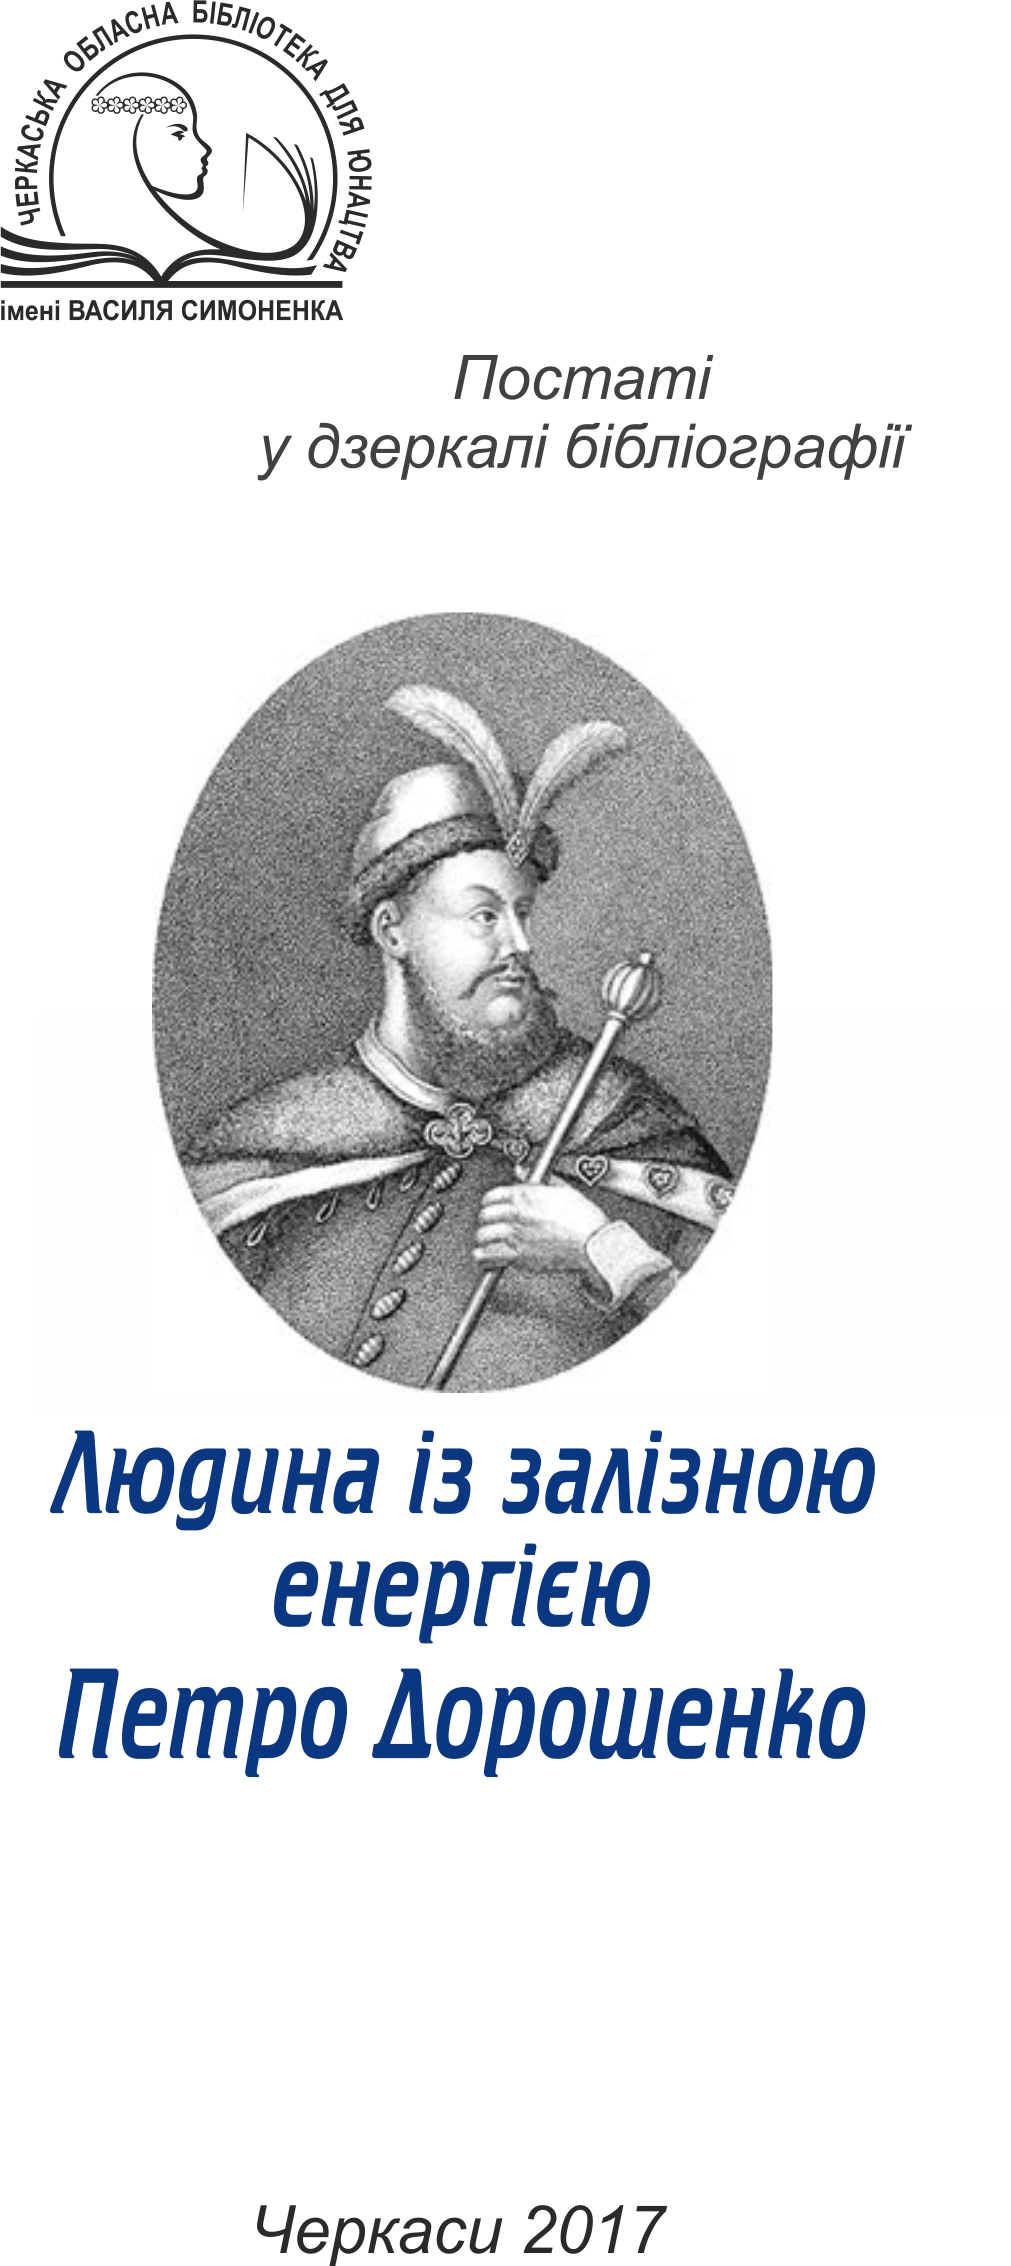 ЧЕРКАСЬКА ОБЛАСНА БІБЛІОТЕКА ДЛЯ ЮНАЦТВА
імені ВАСИЛЯ СИМОНЕНКА
Постаті
у дзеркалі бібліографії
Людина із залізною
енергією
Петро Дорошенко
Черкаси 2017